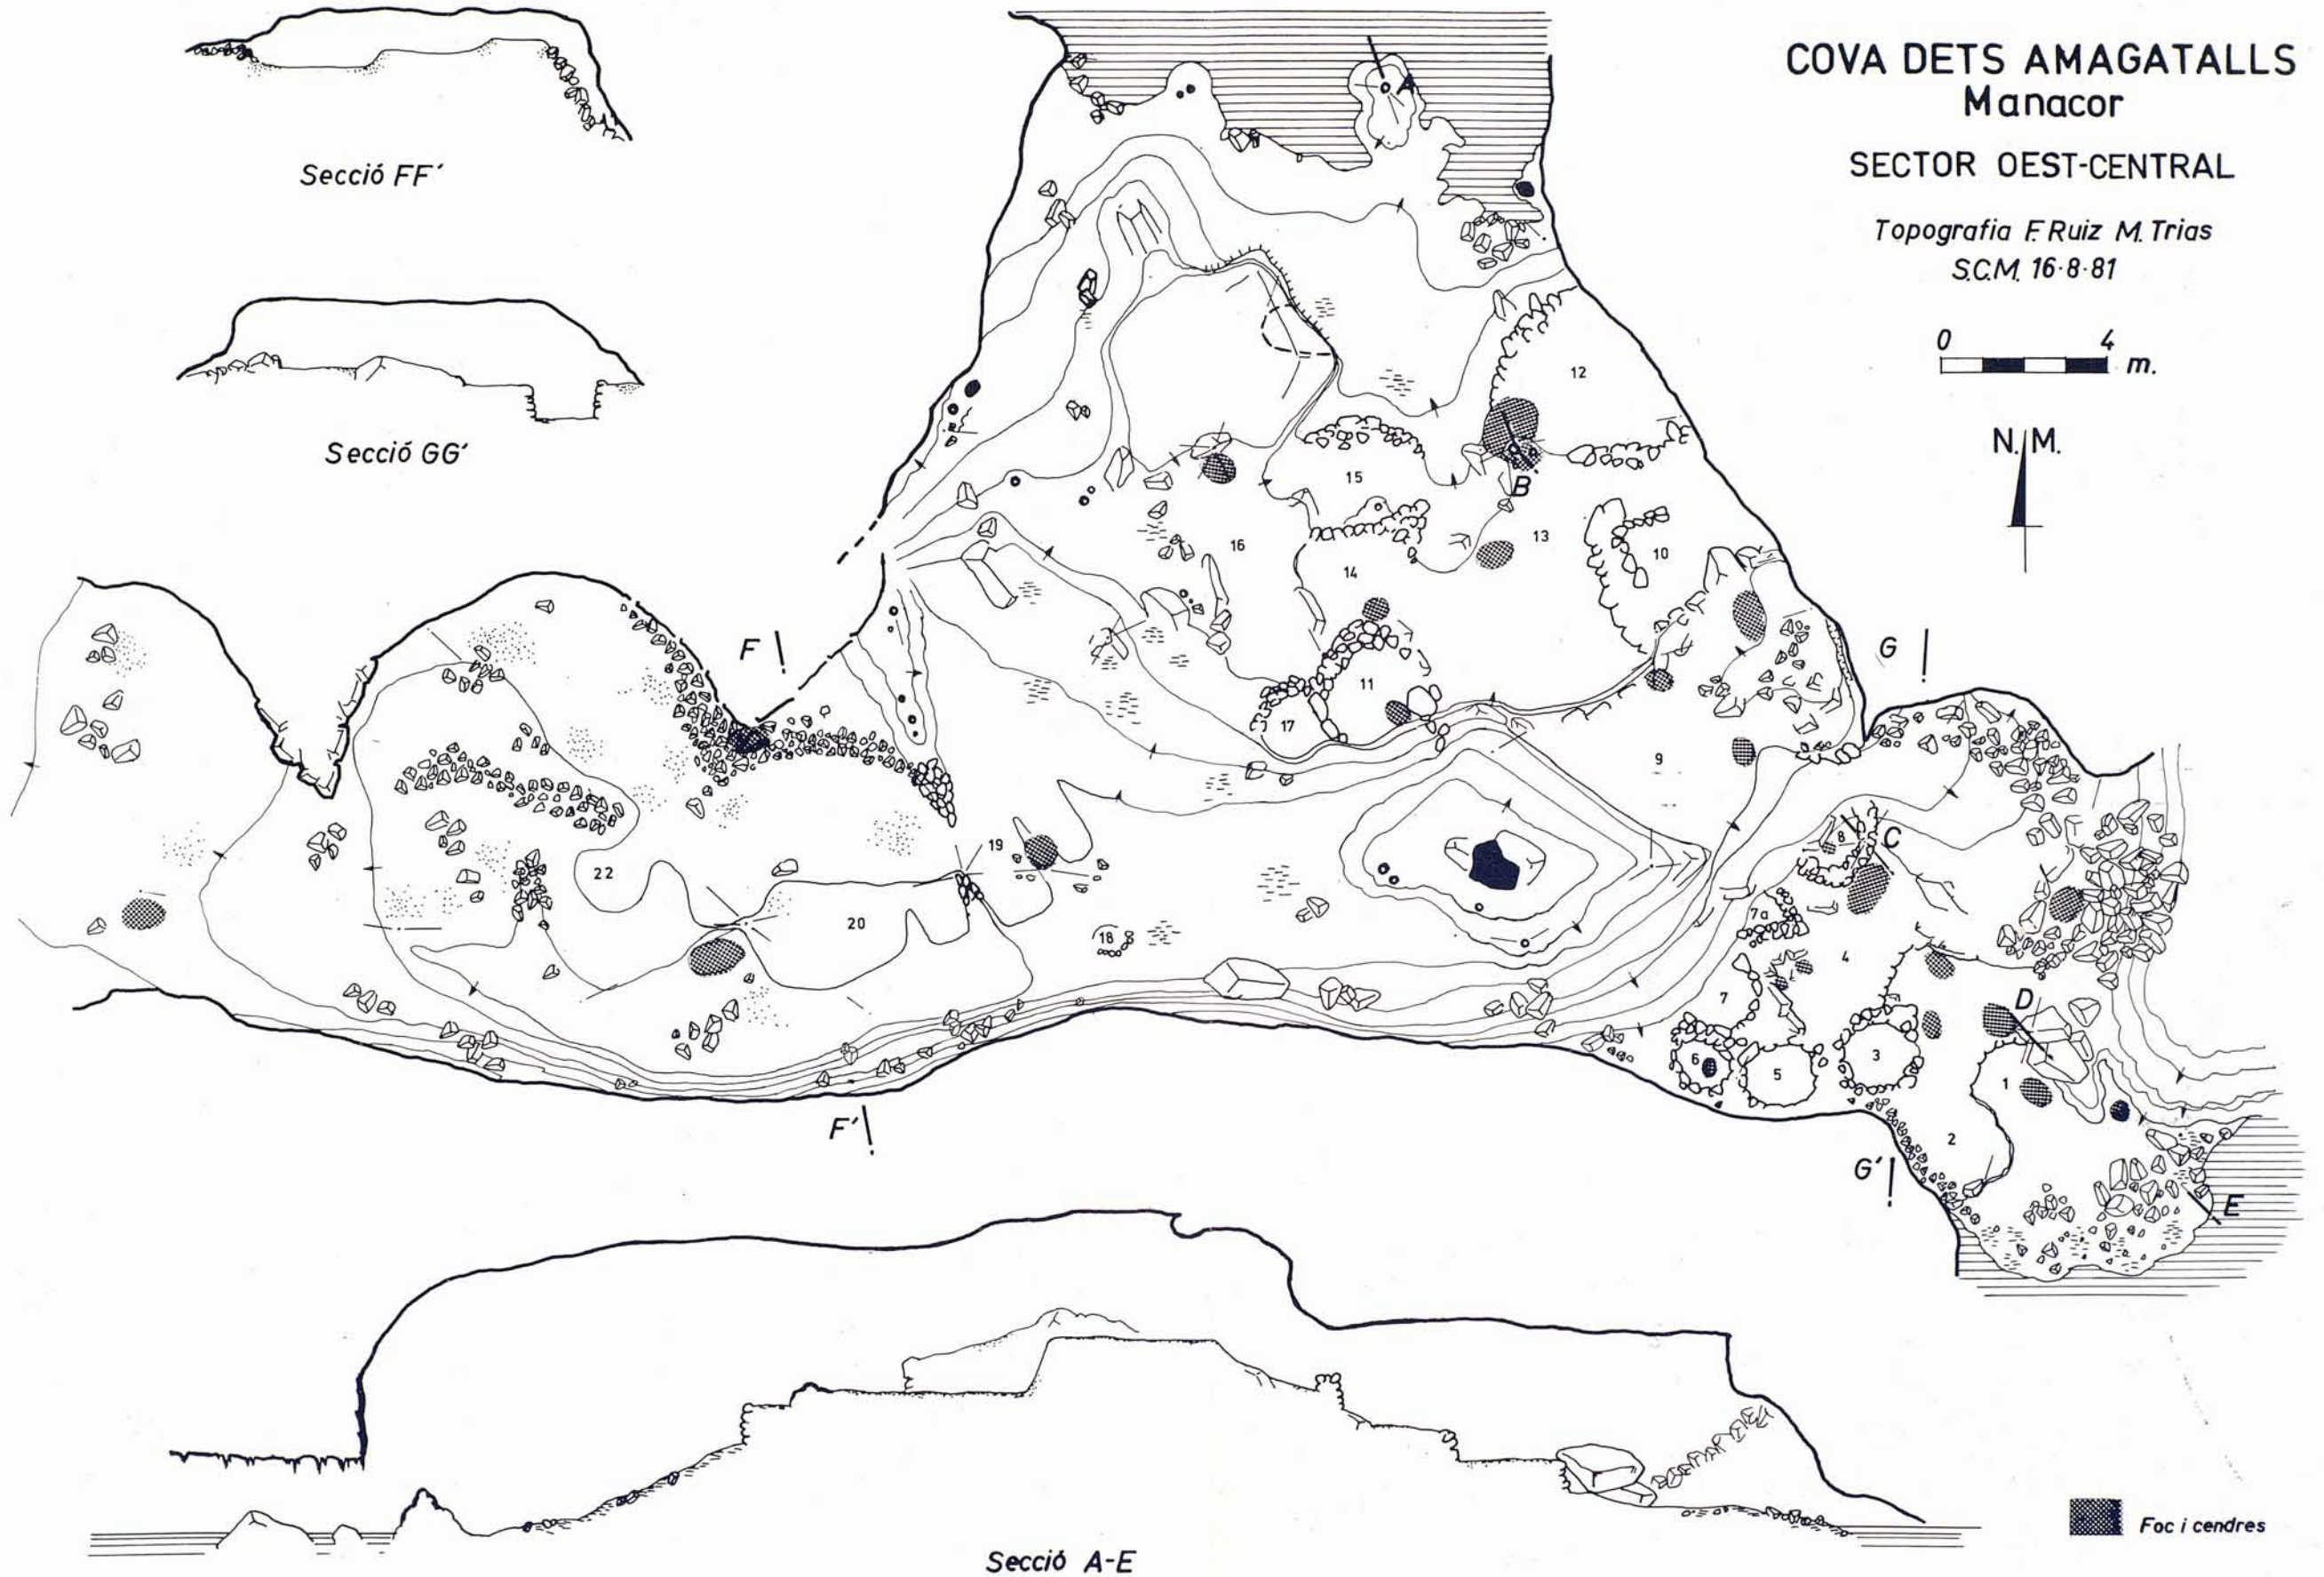 COVA DETS AMAGATALLS
Manacor
SECTOR OEST-CENTRAL
Topografia F. Ruiz M. Trias
S.C.M. 16·8·81
0 4 m.
N. M.
Secció FF'
Secció GG'
A
12
15
B
16
13
10
14
F
G
11
17
9
8
C
19
22
7a
20
18
4
7
D
6
5
3
1
F'
2
G'
E
Foc i cendres
Secció A-E